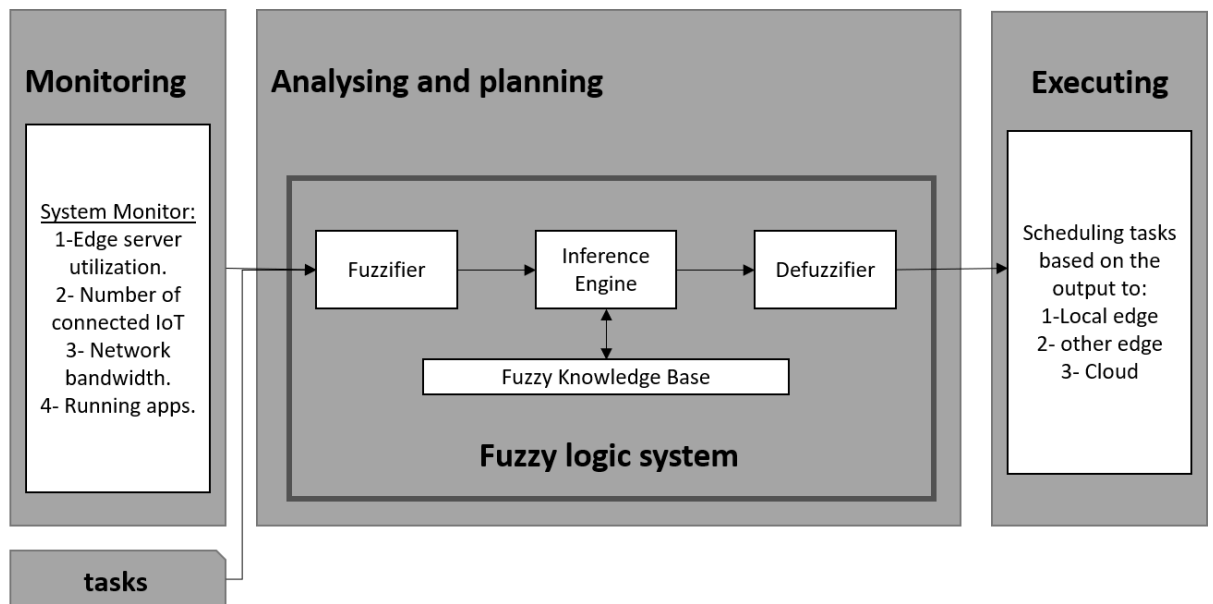 Monitoring
System Monitor:
1-Edge server
utilization.
2- Number of
connected IoT
3- Network
bandwidth.
4- Running apps.
tasks
Analysing and planning
Fuzzifier
Inference
Engine
Defuzzifier
Fuzzy Knowledge Base
Fuzzy logic system
Executing
Scheduling tasks
based on the
output to:
1-Local edge
2- other edge
3- Cloud